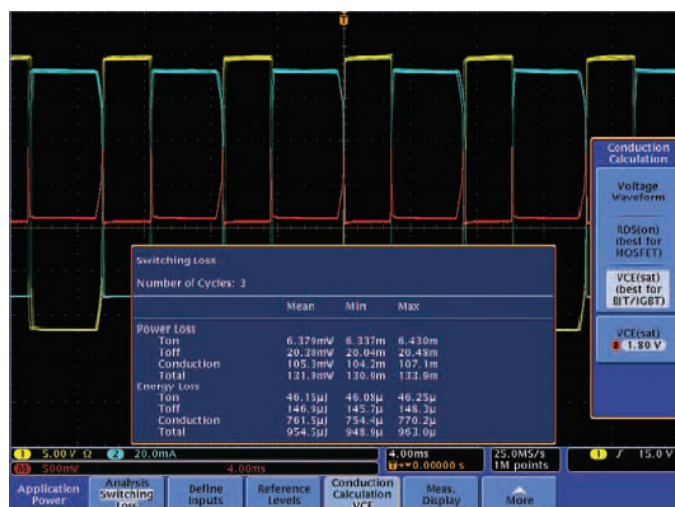 T
Conduction
Calculation
Voltage
Waveform
RDS(on)
(best for
MOSFET)
VCE(sat)
(best for
BJT/IGBT)
VCE(sat)
a 1.80 V
Switching Loss
Number of Cycles: 3
Mean Min Max
Power Loss
Ton 6.379mW 6.337m 6.430m
Toff 20.30mW 20.04m 20.48m
Conduction 105.3mW 104.2m 107.1m
Total 131.9mW 130.9m 133.9m
Energy Loss
Ton 46.15µJ 46.08µ 46.25µ
Toff 146.9µJ 145.7µ 148.3µ
Conduction 761.5µJ 754.4µ 770.2µ
Total 954.5µJ 948.9µ 963.0µ
1 5.00 V Ω 2 20.0mA 4.00ms 25.0MS/s 1 15.0 V
M 500mW 4.00ms T 0.00000 s 1M points
Application
Power
Analysis
Switching
Loss
Define
Inputs
Reference
Levels
Conduction
Calculation
VCE
Meas.
Display
More